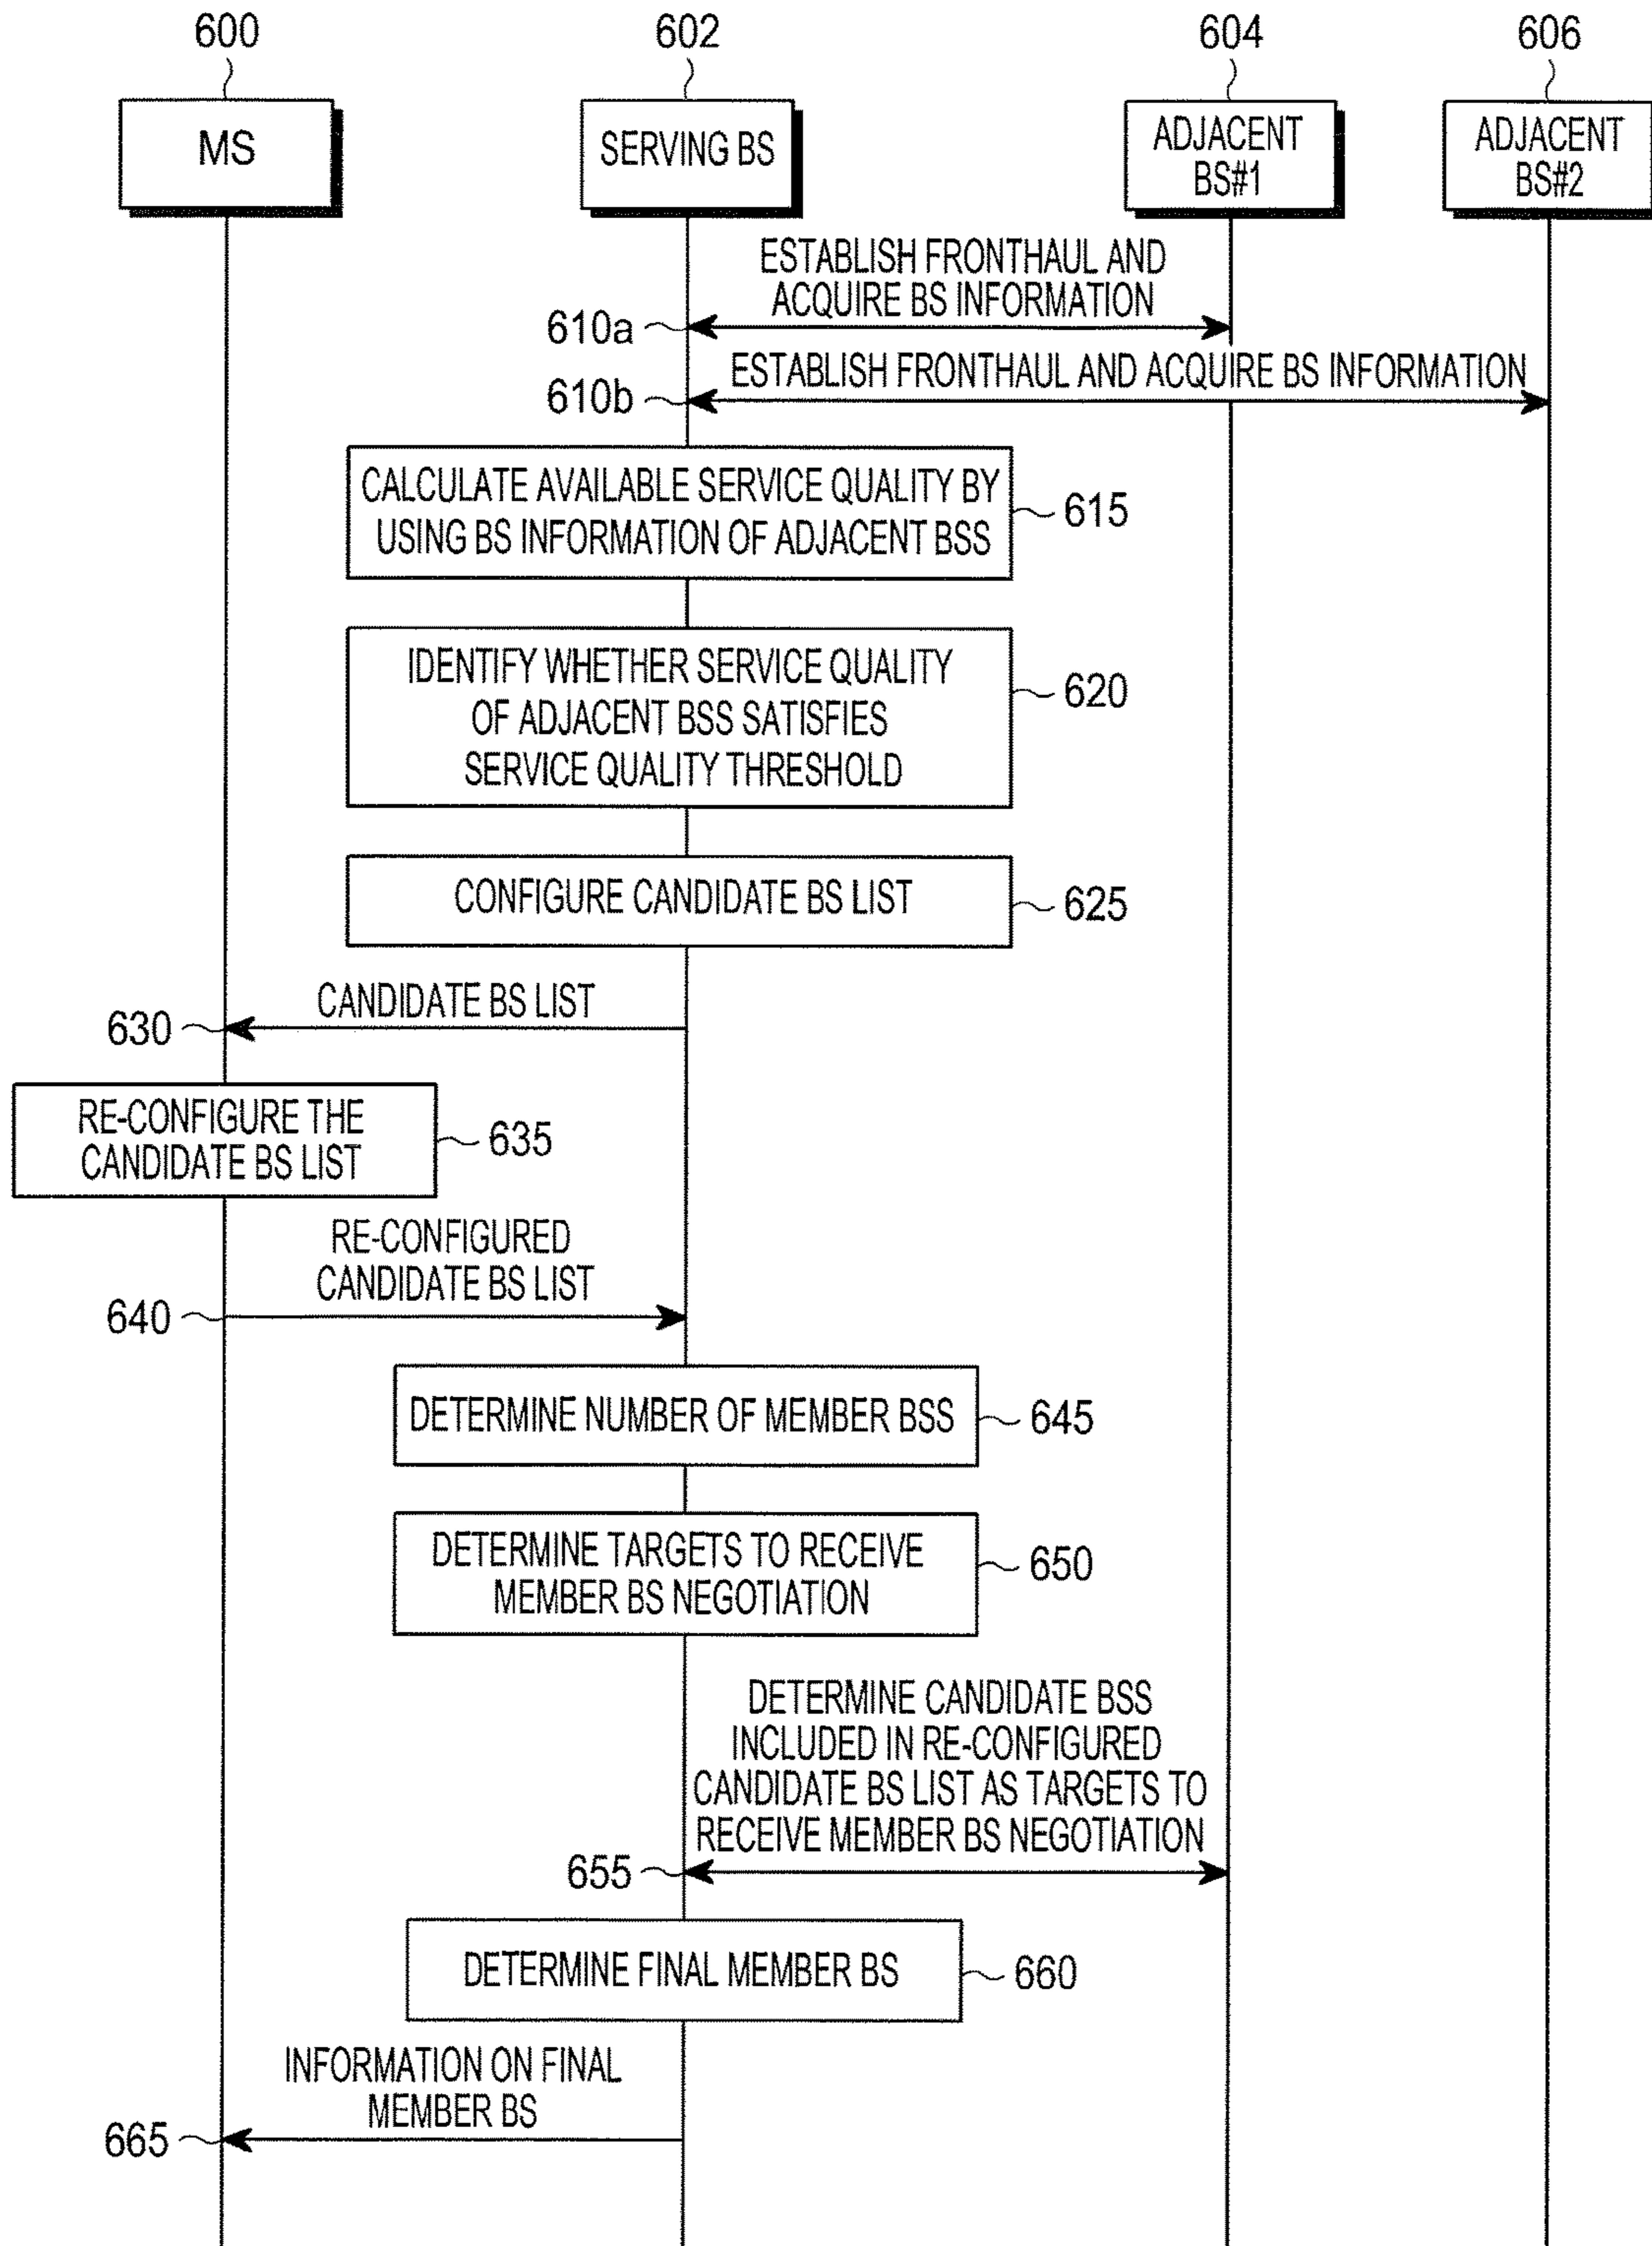 600
602
604
606
MS
SERVING BS
ADJACENT
BS#1
ADJACENT
BS#2
ESTABLISH FRONTHAUL AND
ACQUIRE BS INFORMATION
610a
ESTABLISH FRONTHAUL AND ACQUIRE BS INFORMATION
610b
CALCULATE AVAILABLE SERVICE QUALITY BY
USING BS INFORMATION OF ADJACENT BSS
615
IDENTIFY WHETHER SERVICE QUALITY
OF ADJACENT BSS SATISFIES
SERVICE QUALITY THRESHOLD
620
CONFIGURE CANDIDATE BS LIST
625
CANDIDATE BS LIST
630
RE-CONFIGURE THE
CANDIDATE BS LIST
635
RE-CONFIGURED
CANDIDATE BS LIST
640
DETERMINE NUMBER OF MEMBER BSS
645
DETERMINE TARGETS TO RECEIVE
MEMBER BS NEGOTIATION
650
DETERMINE CANDIDATE BSS
INCLUDED IN RE-CONFIGURED
CANDIDATE BS LIST AS TARGETS TO
RECEIVE MEMBER BS NEGOTIATION
655
DETERMINE FINAL MEMBER BS
660
INFORMATION ON FINAL
MEMBER BS
665